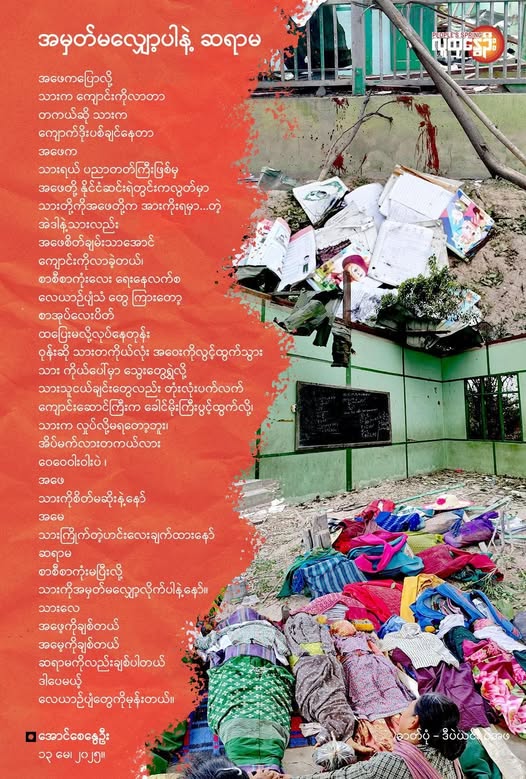 အမှတ်မလျှော့ပါနဲ့ ဆရာမ
PEOPLE'S SPRING
လူထုနွေဦး
အဖေကပြောလို့
သားက ကျောင်းကိုလာတာ
တကယ်ဆို သားက
ကျောက်ဒိုးပစ်ချင်နေတာ
အဖေက
သားရယ် ပညာတတ်ကြီးဖြစ်မှ
အဖေတို့ နိုင်ငံဆင်းရဲတွင်းကလွတ်မှာ
သားတို့ကိုအဖေတို့က အားကိုးရမှာ...တဲ့
အဲဒါနဲ့သားလည်း
အဖေစိတ်ချမ်းသာအောင်
ကျောင်းကိုလာခဲ့တယ်၊
စာစီစာကုံးလေး ရေးနေလက်စ
လေယာဉ်ပျံသံ တွေ ကြားတော့
စာအုပ်လေးပိတ်
ထပြေးမလို့လုပ်နေတုန်း
ဝုန်းဆို သားတကိုယ်လုံး အဝေးကိုလွင့်ထွက်သွား
သား ကိုယ်ပေါ်မှာ သွေးတွေရွှဲလို့
သားသူငယ်ချင်းတွေလည်း တုံးလုံးပက်လက်
ကျောင်းဆောင်ကြီးက ခေါင်မိုးကြီးပွင့်ထွက်လို့၊
သားက လှုပ်လို့မရတော့ဘူး၊
အိပ်မက်လားတကယ်လား
ဝေဝေဝါးဝါးပဲ ၊
အဖေ
သားကိုစိတ်မဆိုးနဲ့နော်
အမေ
သားကြိုက်တဲ့ဟင်းလေးချက်ထားနော်
ဆရာမ
စာစီစာကုံးမပြီးလို့
သားကိုအမှတ်မလျှော့လိုက်ပါနဲ့နော်။
သားလေ
အဖေ့ကိုချစ်တယ်
အမေ့ကိုချစ်တယ်
ဆရာမကိုလည်းချစ်ပါတယ်
ဒါပေမယ့်
လေယာဉ်ပျံတွေကိုမုန်းတယ်။
အောင်စေနွေဦး
၁၃ မေ၊ ၂၀၂၅။
ဓာတ်ပုံ –